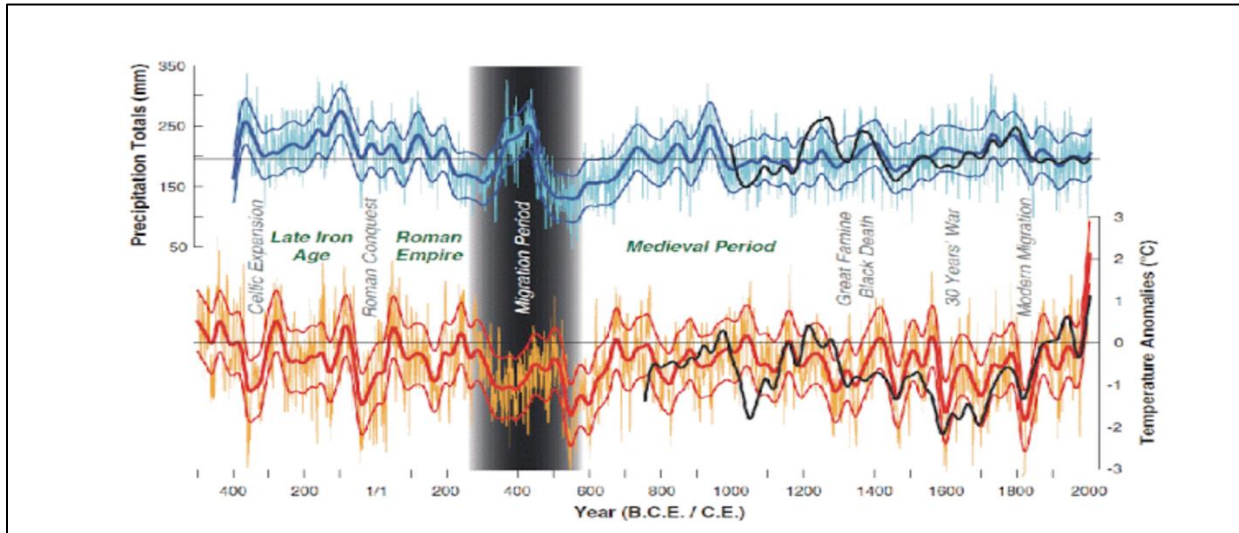 Precipitation Totals (mm)
350
250
150
50
Celtic Expansion
Late Iron
Age
Roman Conquest
Roman
Empire
Migration Period
Medieval Period
Great Famine
Black Death
30 Years' War
Modern Migration
3
2
1
0
-1
-2
-3
Temperature Anomalies (°C)
400 200 1/1 200 400 600 800 1000 1200 1400 1600 1800 2000
Year (B.C.E. / C.E.)